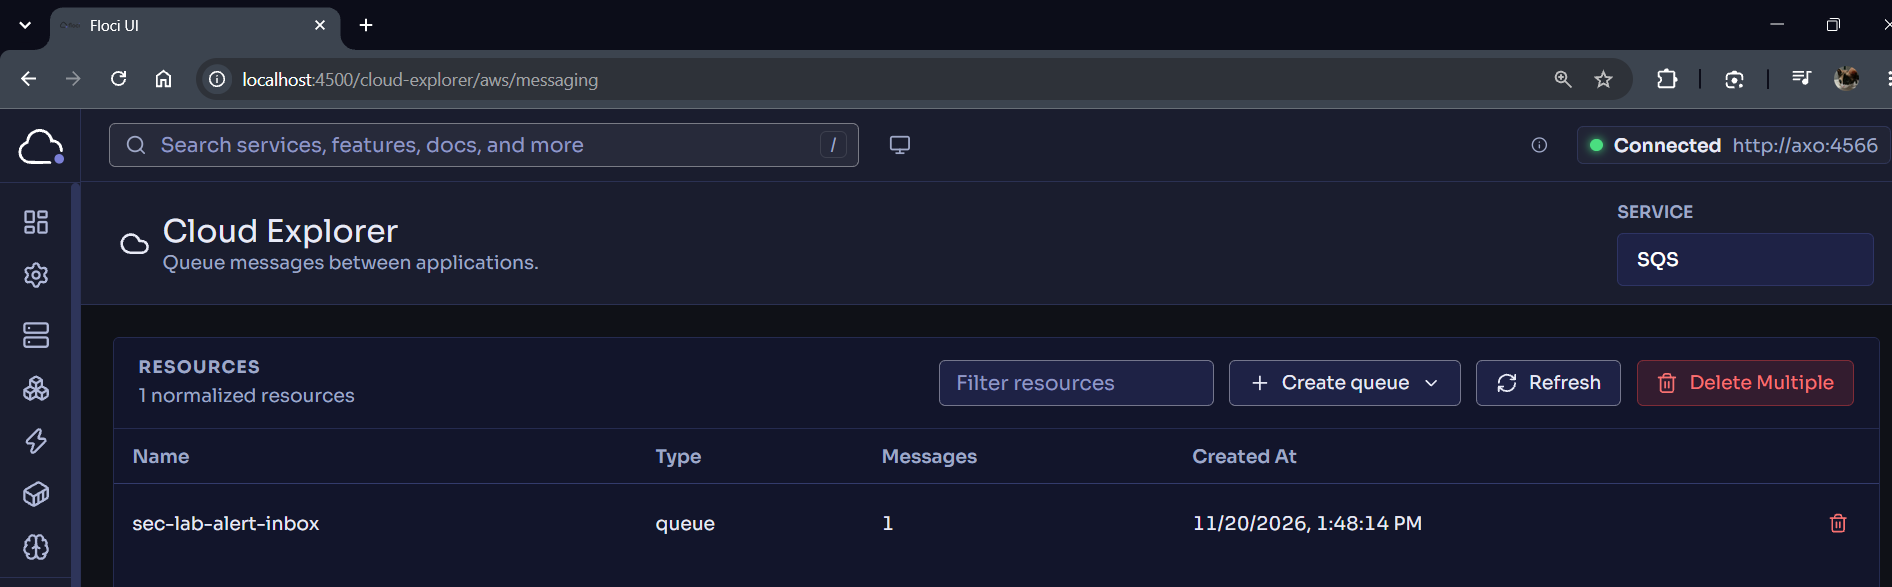 Floci UI
localhost:4500/cloud-explorer/aws/messaging
Search services, features, docs, and more /
Connected http://axo:4566
Cloud Explorer
Queue messages between applications.
SERVICE
SQS
RESOURCES
1 normalized resources
Filter resources
Create queue
Refresh
Delete Multiple
Name Type Messages Created At
sec-lab-alert-inbox queue 1 11/20/2026, 1:48:14 PM